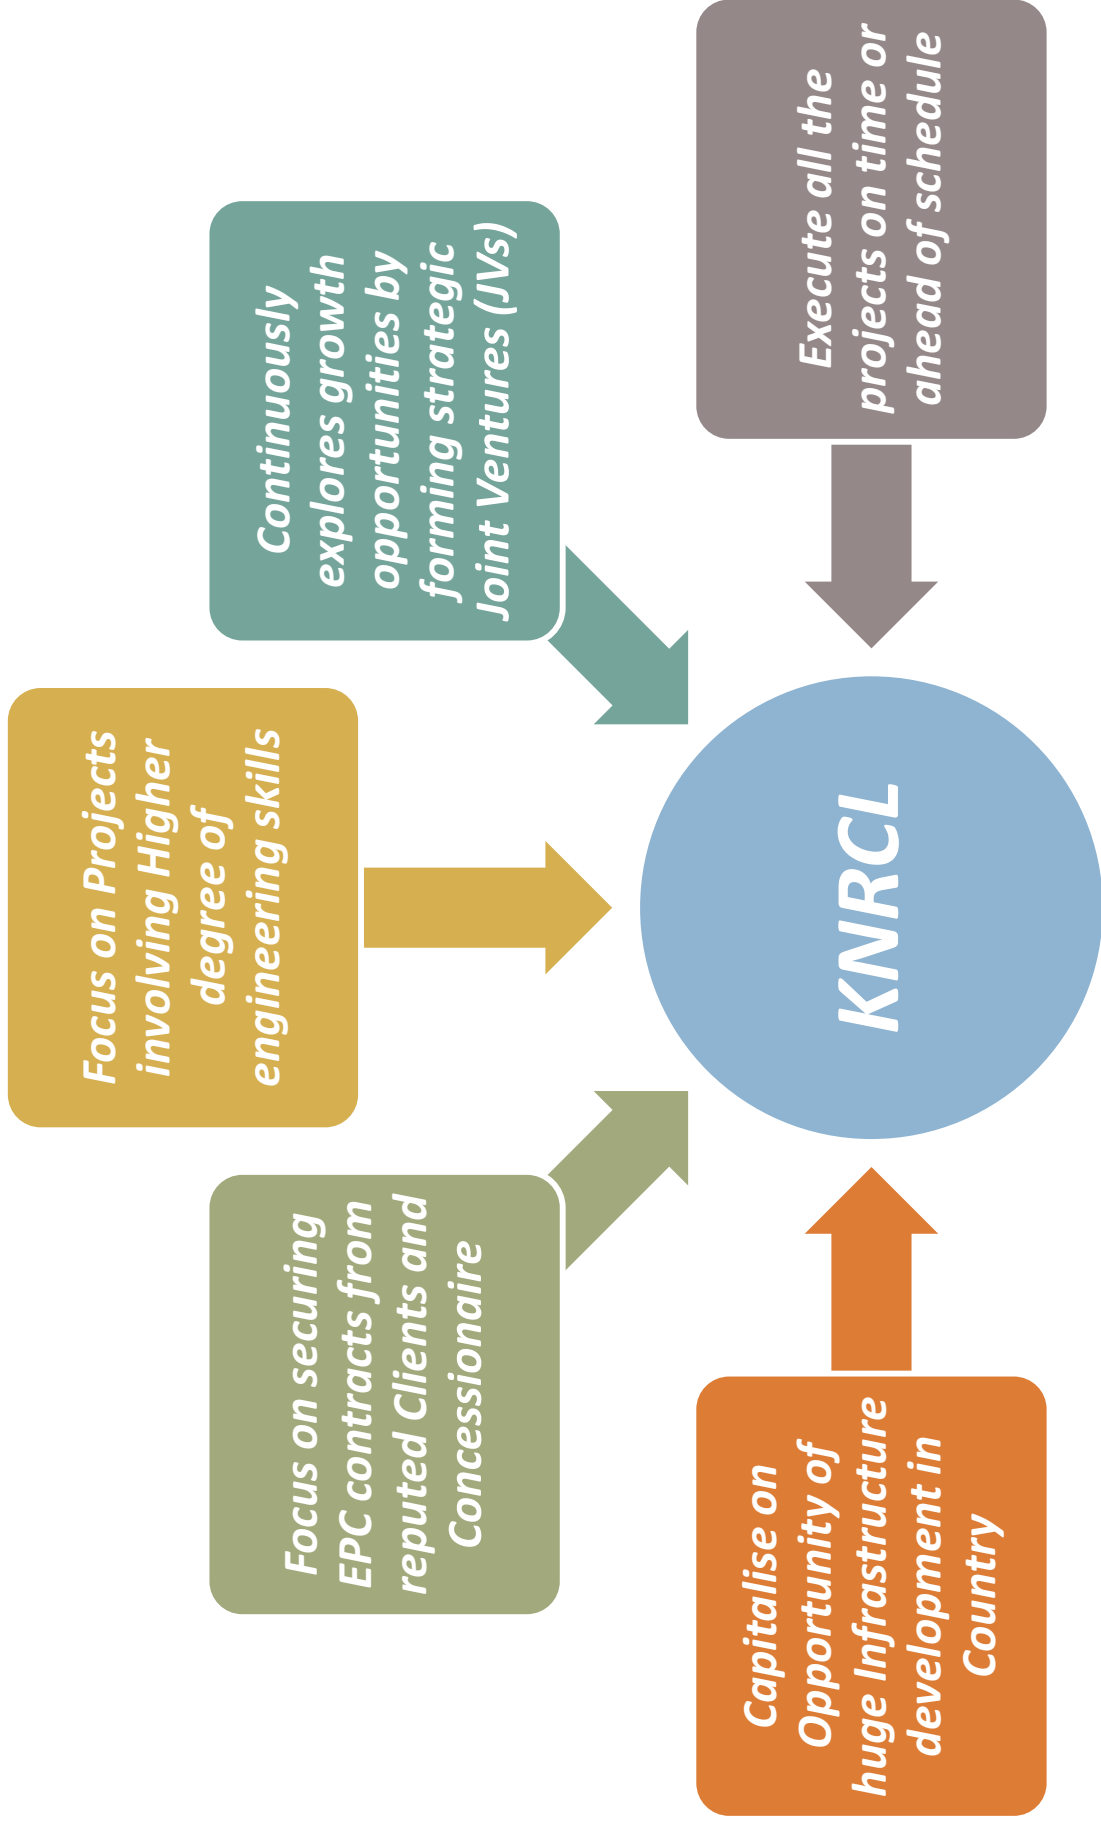 Capitalise on
Opportunity of
huge Infrastructure
development in
Country
Focus on securing
EPC contracts from
reputed Clients and
Concessionaire
Focus on Projects
involving Higher
degree of
engineering skills
Continuously
explores growth
opportunities by
forming strategic
Joint Ventures (JVs)
Execute all the
projects on time or
ahead of schedule
KNRCL